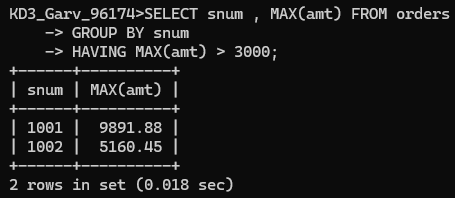 KD3_Garv_96174>SELECT snum , MAX(amt) FROM orders
    -> GROUP BY snum
    -> HAVING MAX(amt) > 3000;
+------+----------+
| snum | MAX(amt) |
+------+----------+
| 1001 |  9891.88 |
| 1002 |  5160.45 |
+------+----------+
2 rows in set (0.018 sec)